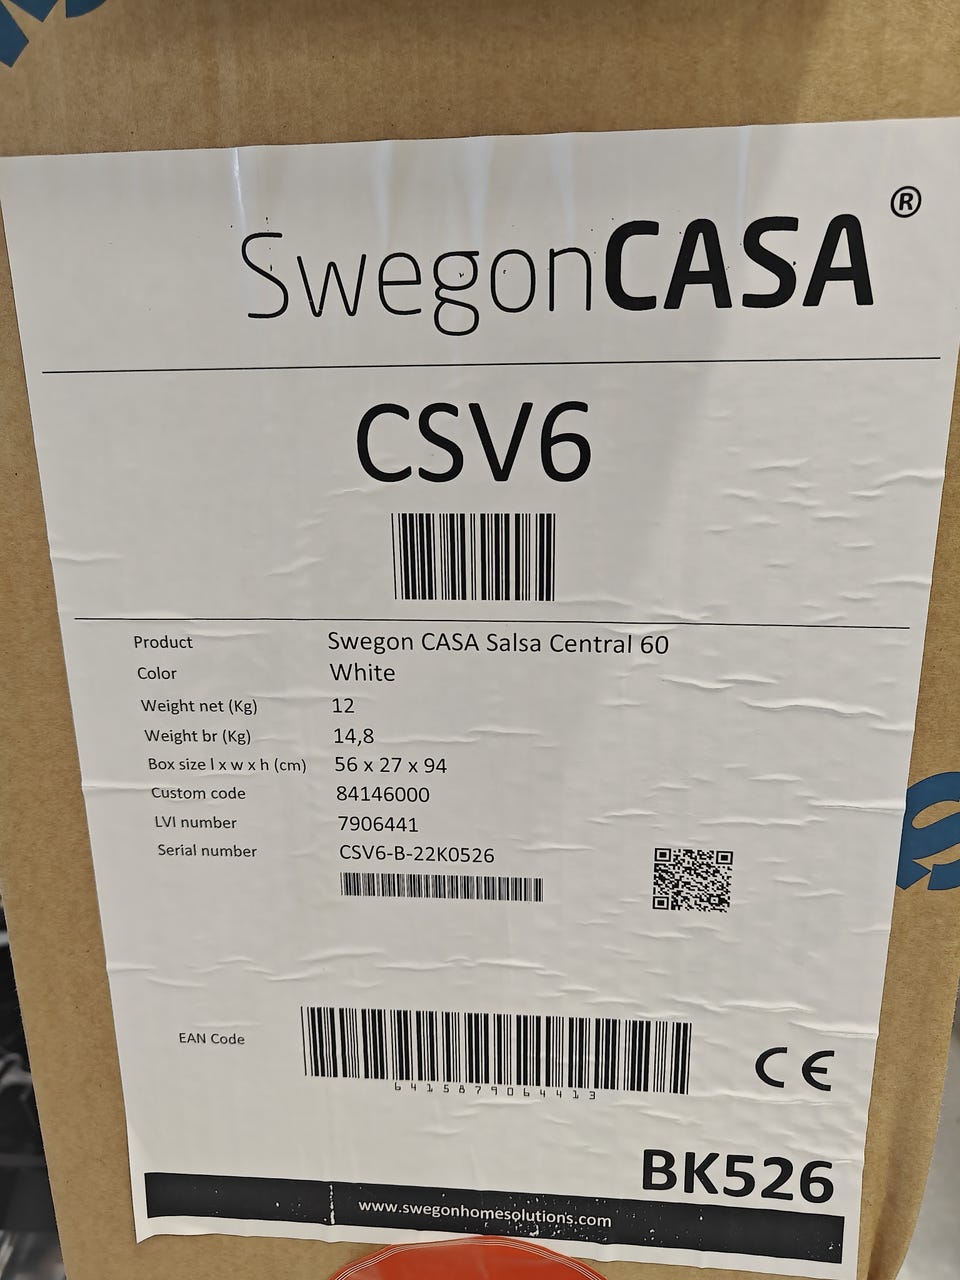 SwegonCASA®
CSV6
Product Swegon CASA Salsa Central 60
Color White
Weight net (Kg) 12
Weight br (Kg) 14,8
Box size l x w x h (cm) 56 x 27 x 94
Custom code 84146000
LVI number 7906441
Serial number CSV6-B-22K0526
EAN Code
6415879064413
CE
BK526
www.swegonhomesolutions.com